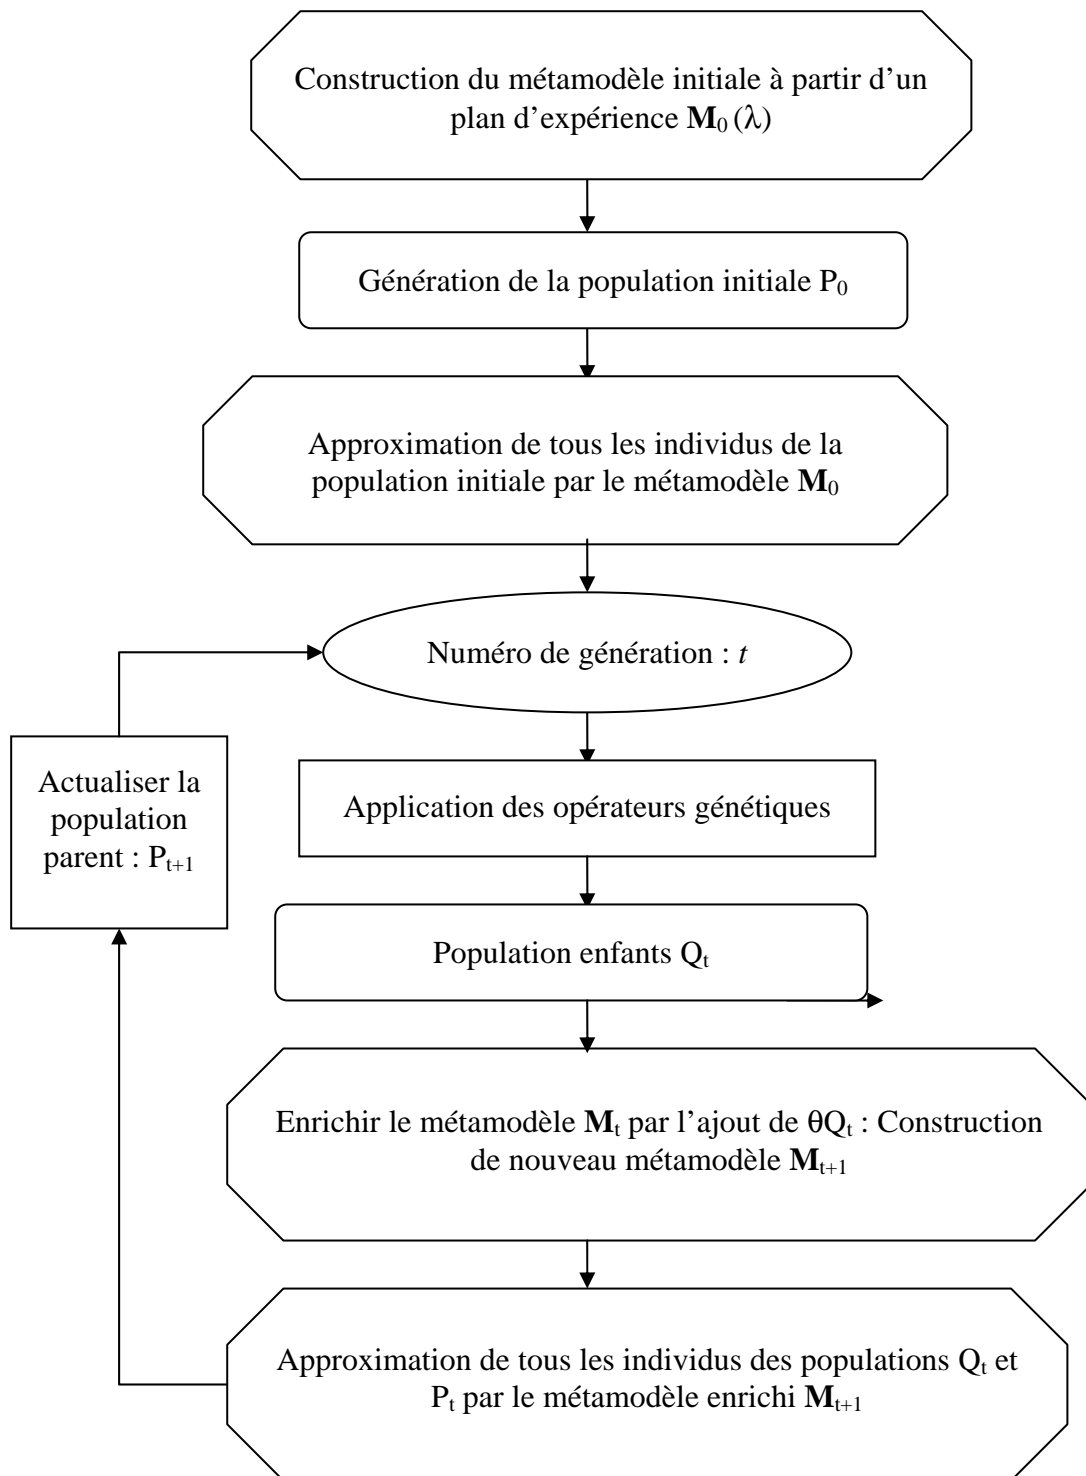 Construction du métamodèle initiale à partir d’un
plan d’expérience M₀ (λ)
Génération de la population initiale P₀
Approximation de tous les individus de la
population initiale par le métamodèle M₀
Numéro de génération : t
Actualiser la
population
parent : Pₜ₊₁
Application des opérateurs génétiques
Population enfants Qₜ
Enrichir le métamodèle Mₜ par l’ajout de θQₜ : Construction
de nouveau métamodèle Mₜ₊₁
Approximation de tous les individus des populations Qₜ et
Pₜ par le métamodèle enrichi Mₜ₊₁